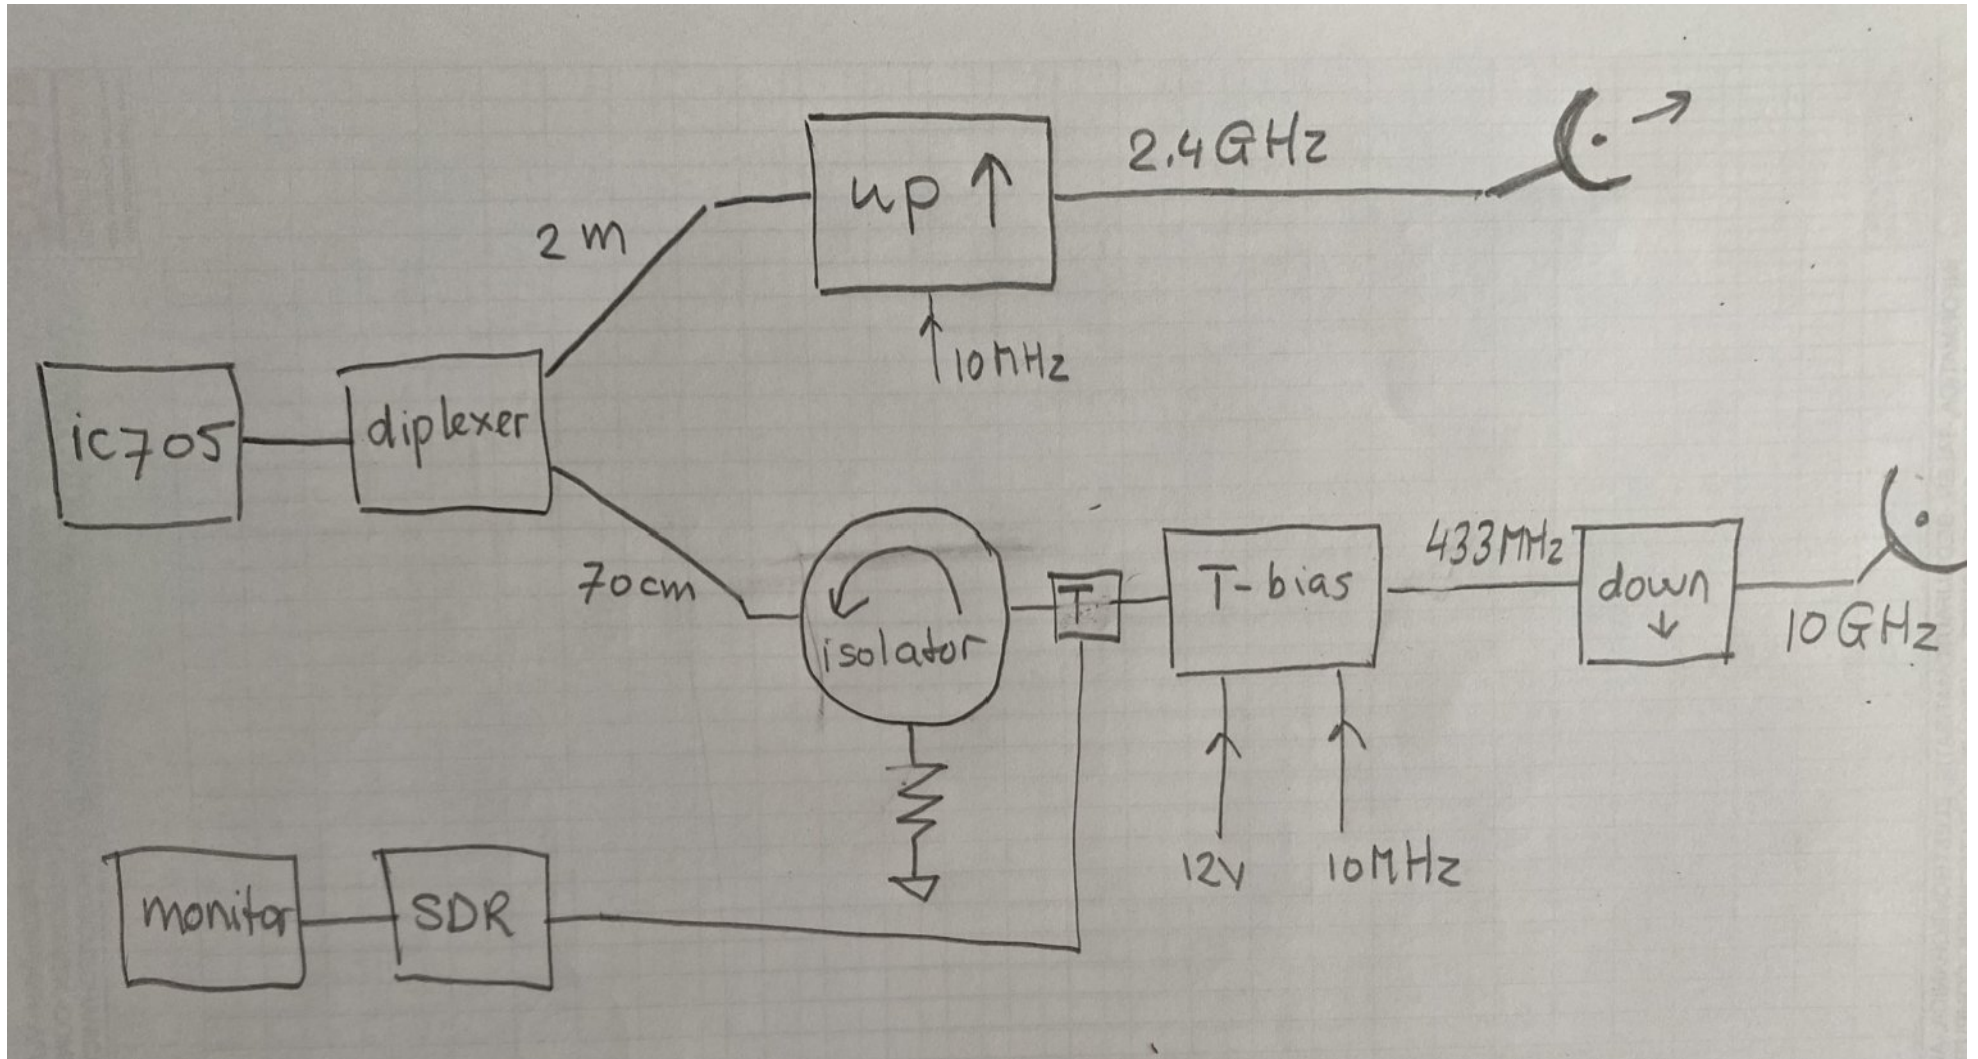 2.4GHz
up ↑
2 m
10MHz
ic705
diplexer
70cm
isolator
T
T-bias
433MHz
down
↓
10GHz
12V
10MHz
monitor
SDR